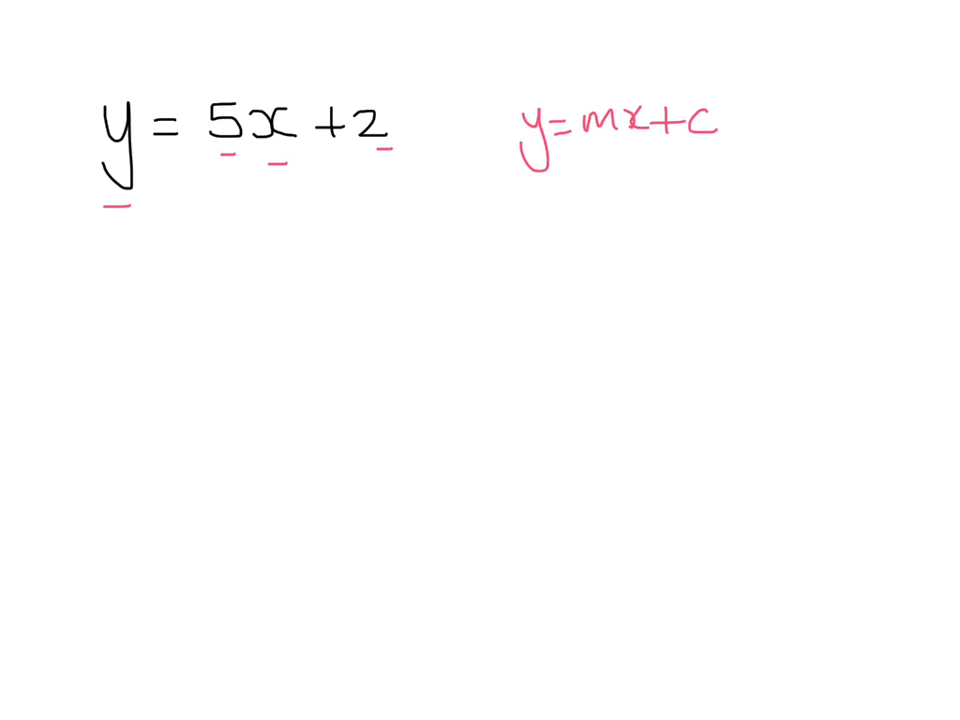 y = 5x + 2
y = mx + c